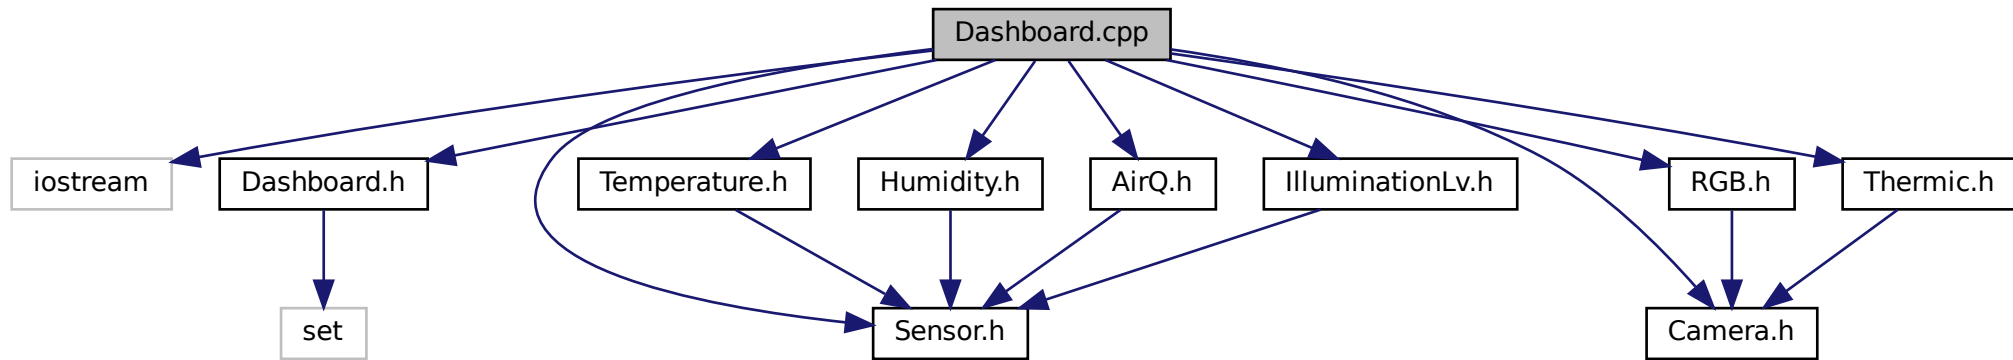 Dashboard.cpp
iostream
Dashboard.h
Temperature.h
Humidity.h
AirQ.h
IlluminationLv.h
RGB.h
Thermic.h
set
Sensor.h
Camera.h